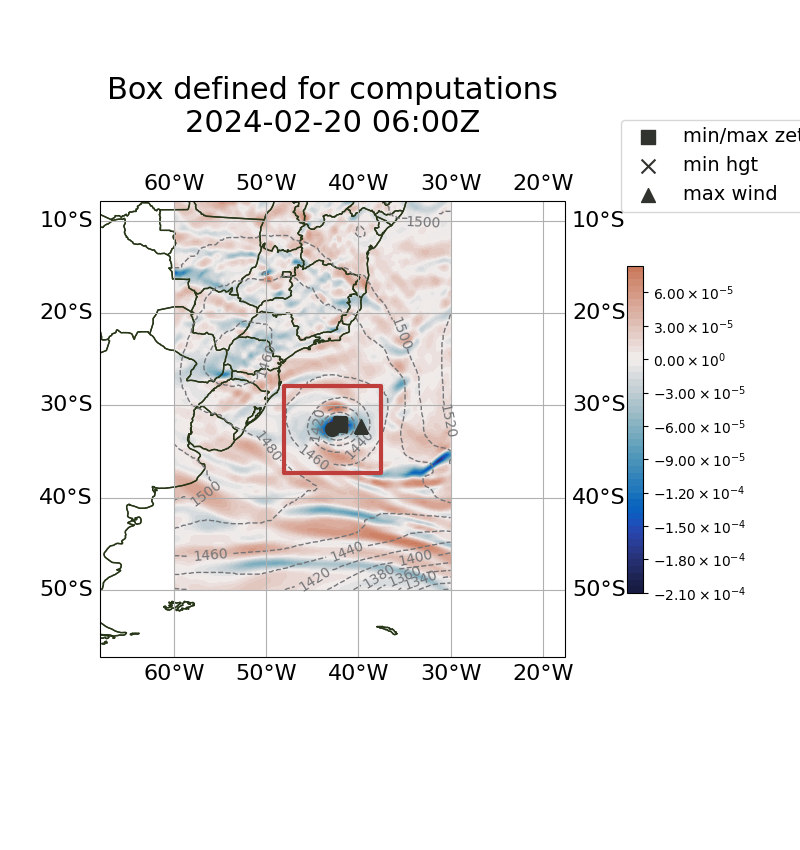 Box defined for computations
2024-02-20 06:00Z
min/max zet
min hgt
max wind
60°W 50°W 40°W 30°W 20°W
10°S 10°S
20°S 20°S
30°S 30°S
40°S 40°S
50°S 50°S
60°W 50°W 40°W 30°W 20°W
1500
1500
1460
1520
1420
1440
1480
1460
1500
1460
1440
1400
1420
1380
1360
1340
6.00×10⁻⁵
3.00×10⁻⁵
0.00×10⁰
−3.00×10⁻⁵
−6.00×10⁻⁵
−9.00×10⁻⁵
−1.20×10⁻⁴
−1.50×10⁻⁴
−1.80×10⁻⁴
−2.10×10⁻⁴